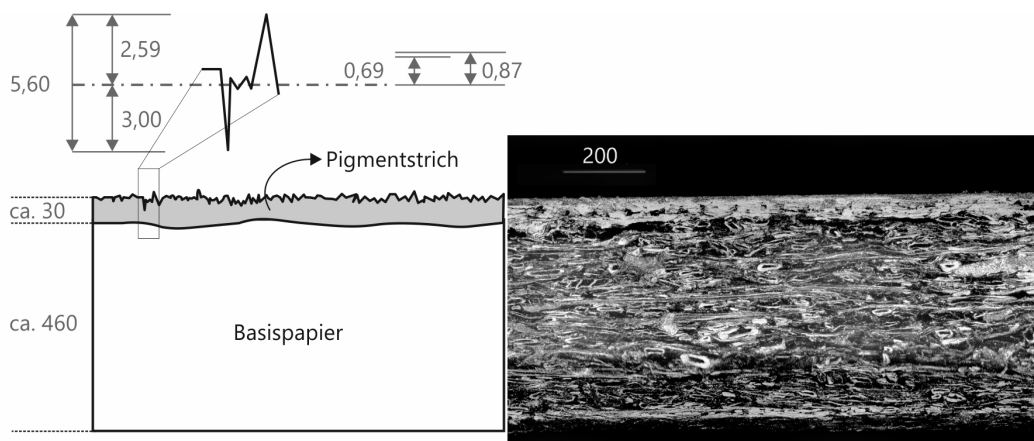 2,59
5,60
3,00
0,69
0,87
Pigmentstrich
200
ca. 30
ca. 460
Basispapier